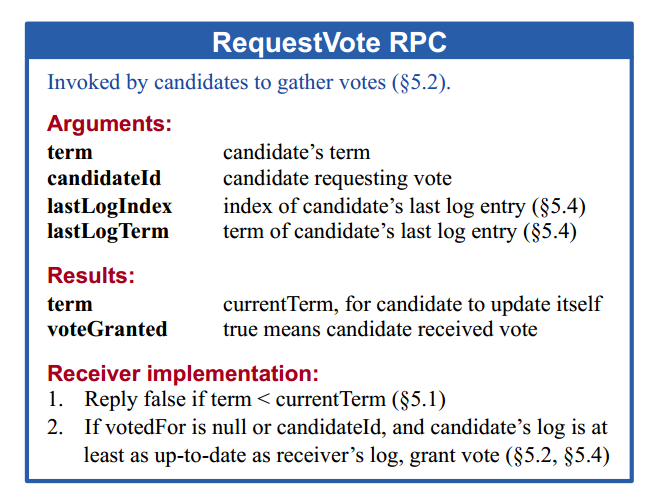 RequestVote RPC
Invoked by candidates to gather votes (§5.2).
Arguments:
term candidate’s term
candidateId candidate requesting vote
lastLogIndex index of candidate’s last log entry (§5.4)
lastLogTerm term of candidate’s last log entry (§5.4)
Results:
term currentTerm, for candidate to update itself
voteGranted true means candidate received vote
Receiver implementation:
1. Reply false if term < currentTerm (§5.1)
2. If votedFor is null or candidateId, and candidate’s log is at
least as up-to-date as receiver’s log, grant vote (§5.2, §5.4)